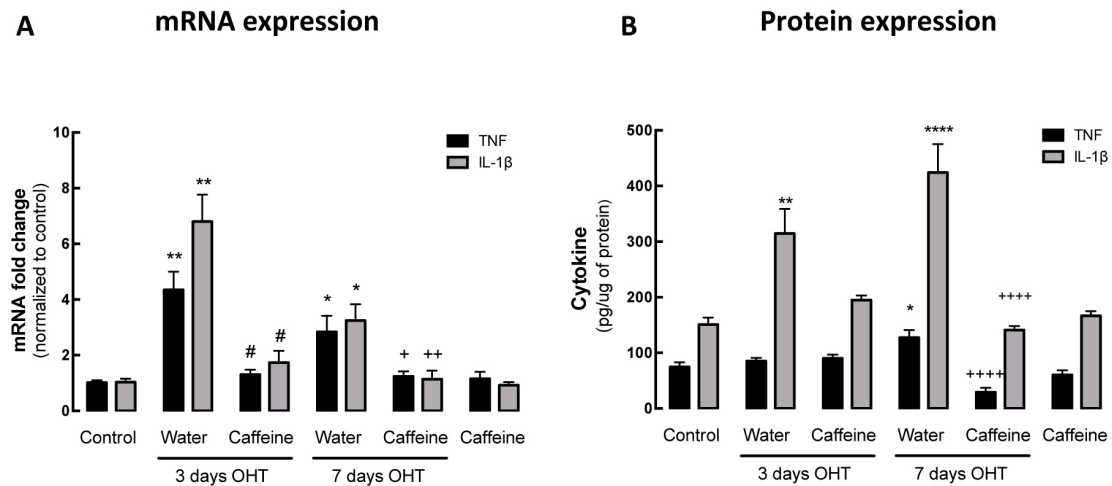 A
mRNA expression
mRNA fold change
(normalized to control)
10
8
6
4
2
0
TNF
IL-1β
**
**
#
#
*
*
+
++
Control
Water
Caffeine
Water
Caffeine
Caffeine
3 days OHT
7 days OHT
B
Protein expression
Cytokine
(pg/ug of protein)
500
400
300
200
100
0
TNF
IL-1β
**
*
****
++++
++++
Control
Water
Caffeine
Water
Caffeine
Caffeine
3 days OHT
7 days OHT